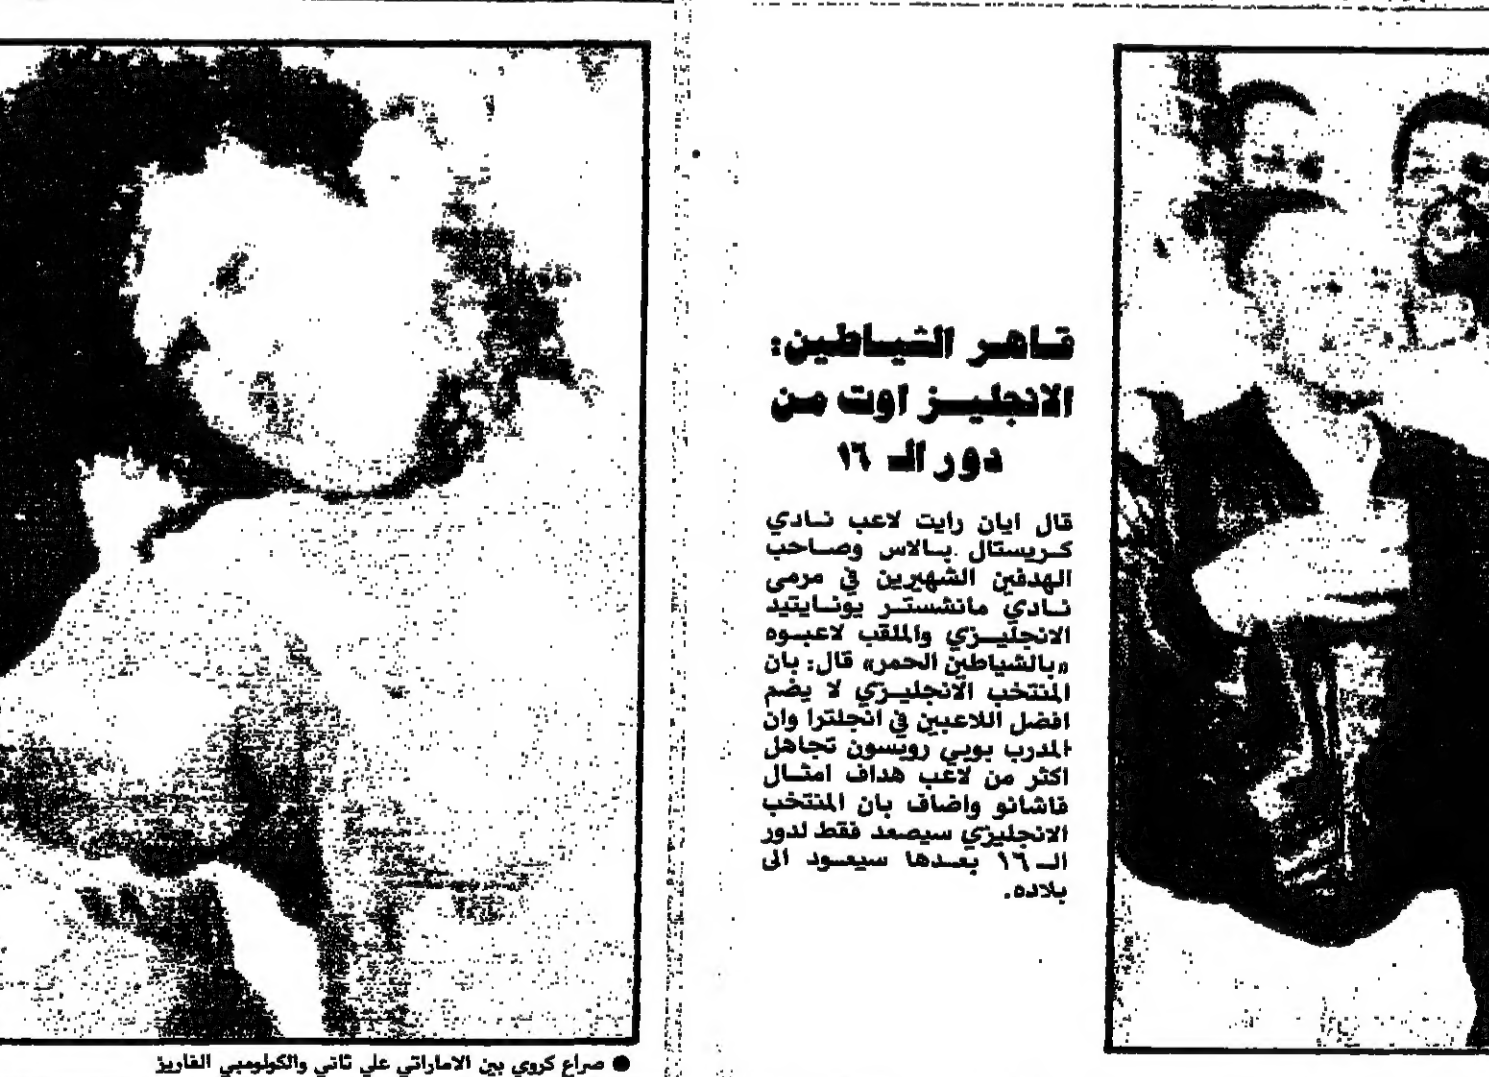 قاهر الشياطين:
الانجليز اوت من
دور الـ ١٦
قال ايان رايت لاعب نادي
كريستال بالاس وصاحب
الهدفين الشهيرين في مرمى
نادي مانشستر يونايتيد
الانجليزي والملقب لاعبوه
«بالشياطين الحمر» قال: بان
المنتخب الانجليزي لا يضم
افضل اللاعبين في انجلترا وان
المدرب بوبي روبسون تجاهل
اكثر من لاعب هداف امثال
قاشانو واضاف بان المنتخب
الانجليزي سيصعد فقط لدور
الـ ١٦ بعدها سيعود الى
بلاده.
● صراع كروي بين الاماراتي علي ثاني والكولومبي الفاريز